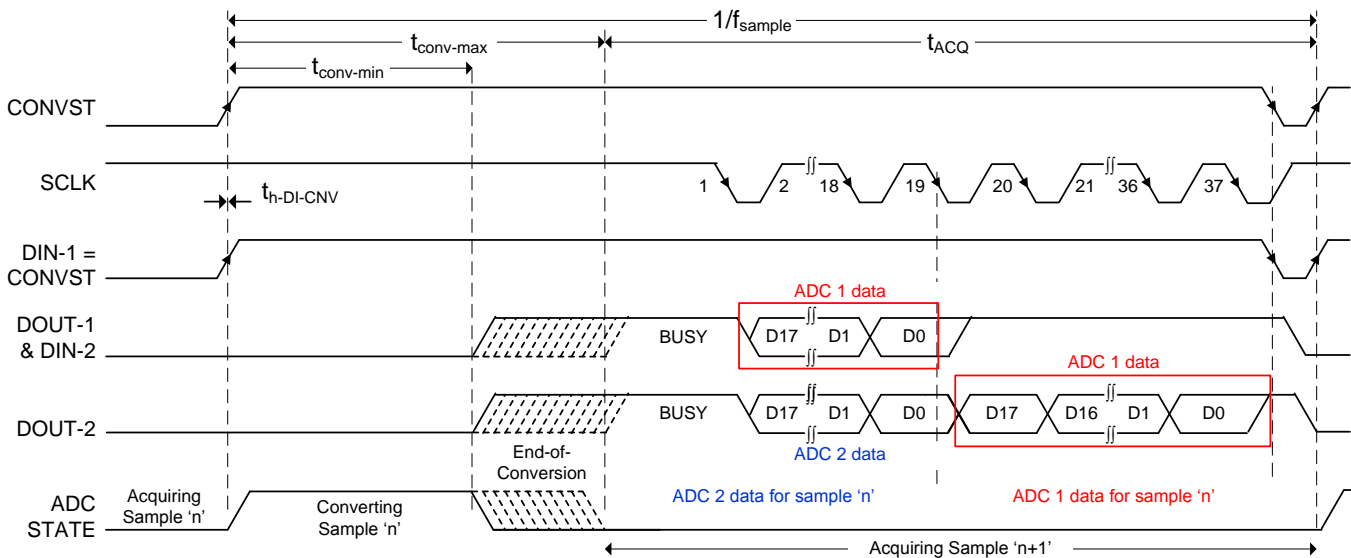 1/fsample
tconv-max
tACQ
tconv-min
CONVST
SCLK
1 2 18 19 20 21 36 37
th-DI-CNV
DIN-1 =
CONVST
ADC 1 data
DOUT-1
& DIN-2
BUSY D17 D1 D0
ADC 1 data
DOUT-2
BUSY D17 D1 D0 D17 D16 D1 D0
ADC 2 data
End-of-
Conversion
ADC
STATE
Acquiring
Sample ‘n’
Converting
Sample ‘n’
ADC 2 data for sample ‘n’
ADC 1 data for sample ‘n’
Acquiring Sample ‘n+1’